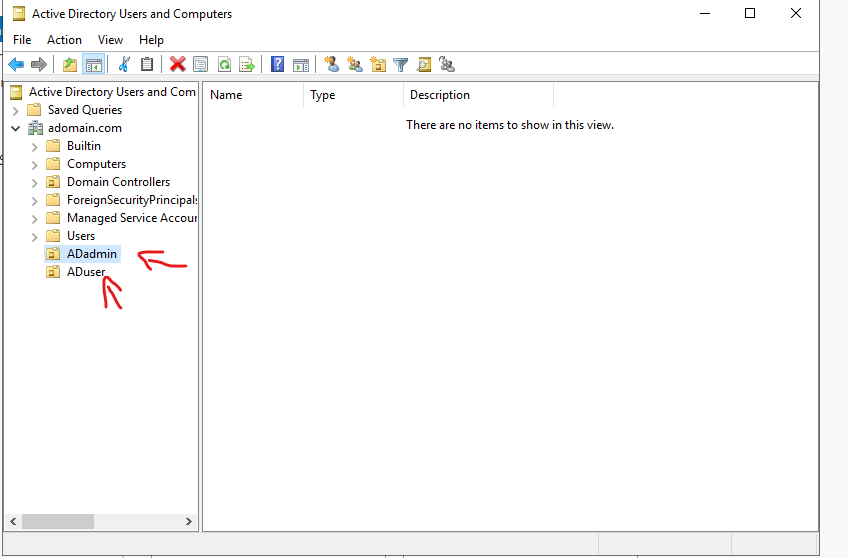 Active Directory Users and Computers
File Action View Help
Active Directory Users and Com
Name Type Description
Saved Queries
There are no items to show in this view.
adomain.com
Builtin
Computers
Domain Controllers
ForeignSecurityPrincipals
Managed Service Accour
Users
ADadmin
ADuser